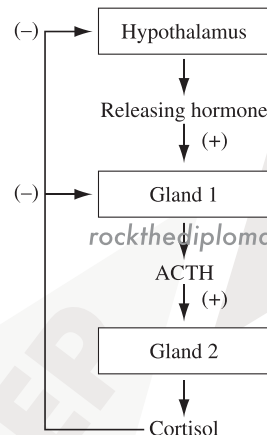 (–) Hypothalamus
Releasing hormone
(+)
(–) Gland 1
rockthediploma
ACTH
(+)
Gland 2
Cortisol